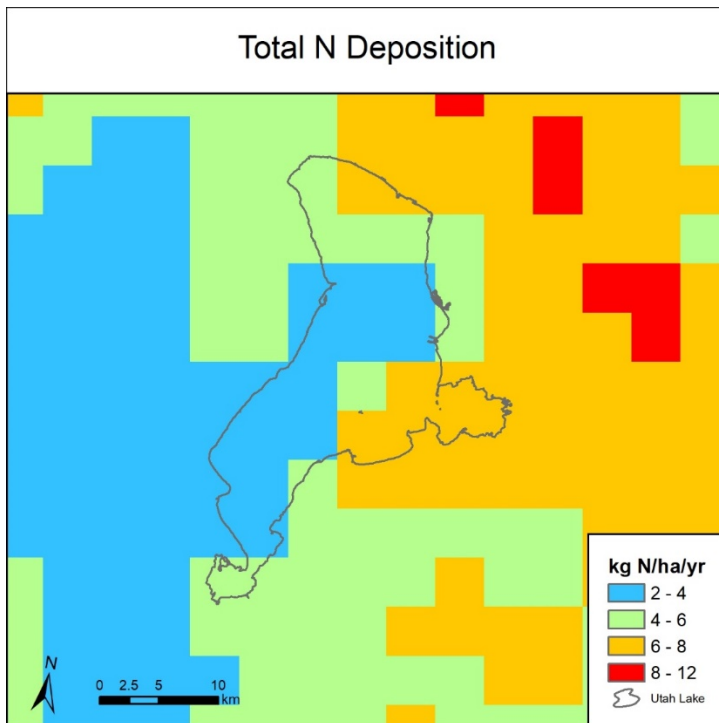 Total N Deposition
kg N/ha/yr
2 - 4
4 - 6
6 - 8
8 - 12
Utah Lake
N
0 2.5 5 10
km